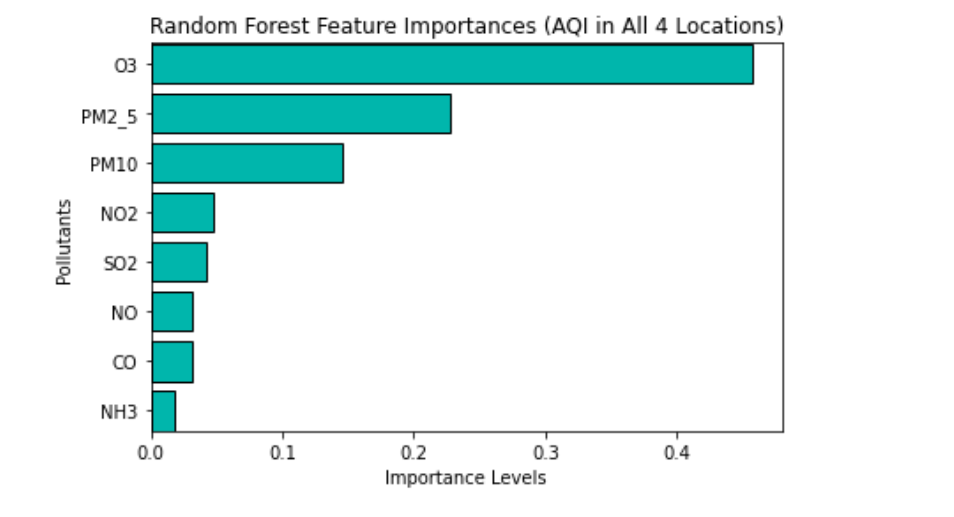 Random Forest Feature Importances (AQI in All 4 Locations)
O3
PM2_5
PM10
NO2
SO2
NO
CO
NH3
Pollutants
0.0 0.1 0.2 0.3 0.4
Importance Levels